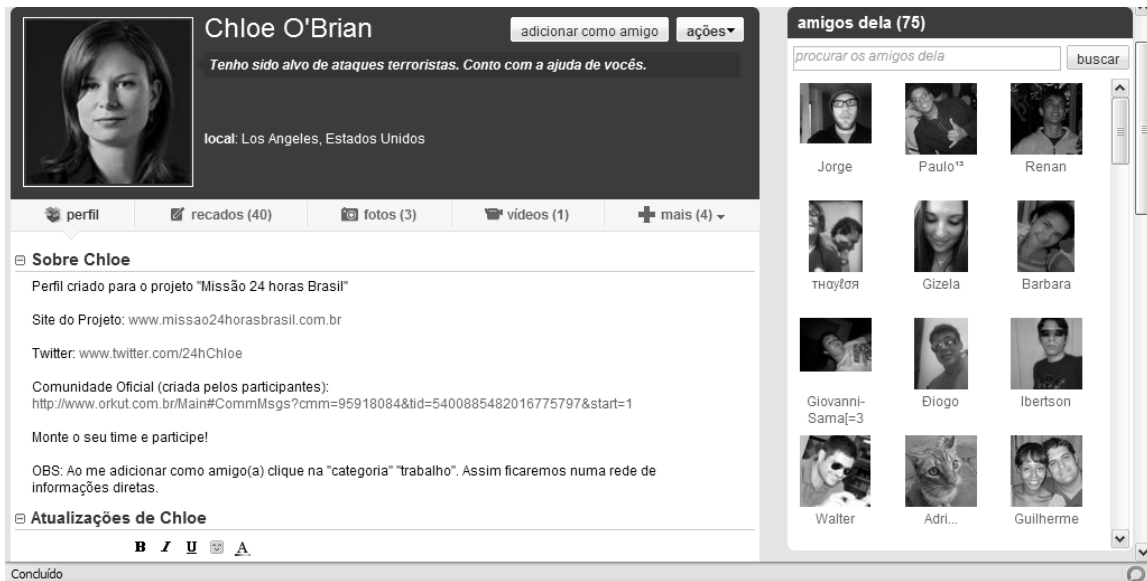 Chloe O'Brian
adicionar como amigo
ações
Tenho sido alvo de ataques terroristas. Conto com a ajuda de vocês.
local: Los Angeles, Estados Unidos
perfil
recados (40)
fotos (3)
vídeos (1)
mais (4)
Sobre Chloe
Perfil criado para o projeto "Missão 24 horas Brasil"
Site do Projeto: www.missao24horasbrasil.com.br
Twitter: www.twitter.com/24hChloe
Comunidade Oficial (criada pelos participantes):
http://www.orkut.com.br/Main#CommMsgs?cmm=95918084&tid=5400885482016775797&start=1
Monte o seu time e participe!
OBS: Ao me adicionar como amigo(a) clique na "categoria" "trabalho". Assim ficaremos numa rede de
informações diretas.
Atualizações de Chloe
B I U A
amigos dela (75)
procurar os amigos dela
buscar
Jorge
Paulo¹³
Renan
тнαyℓσя
Gizela
Barbara
Giovanni-
Sama[=3
Ðiogo
Ibertson
Walter
Adri...
Guilherme
Concluído